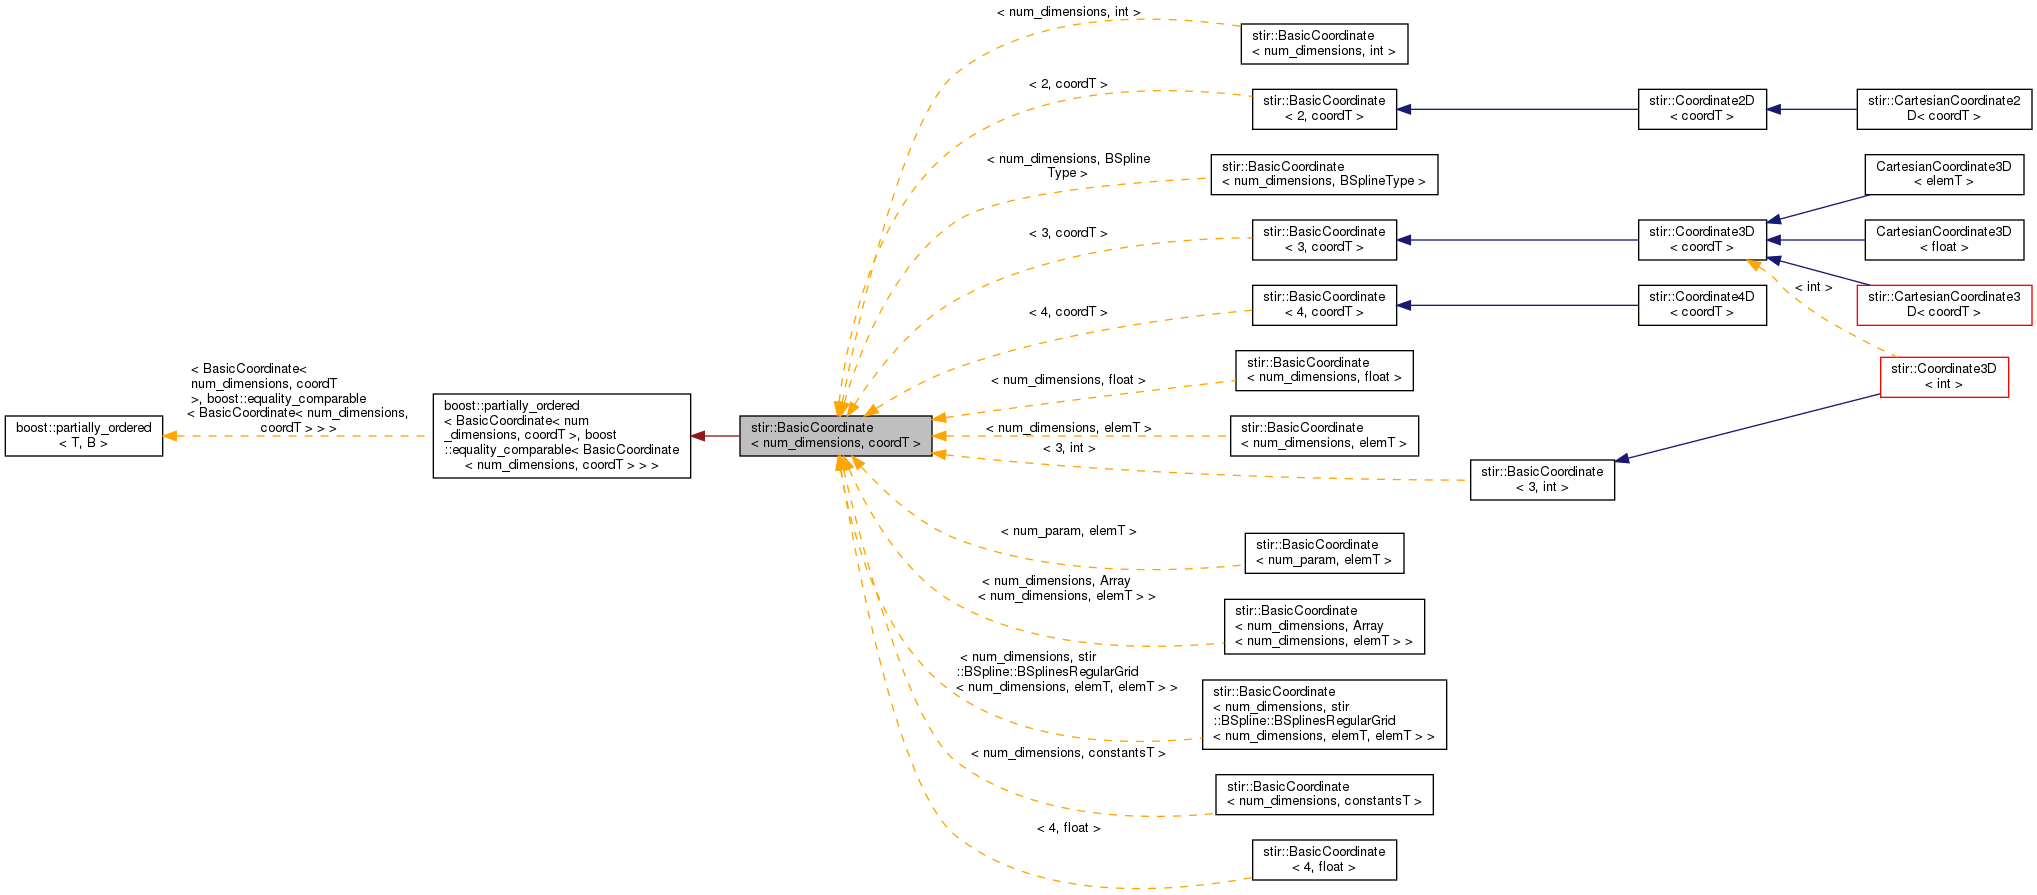 < num_dimensions, int >
stir::BasicCoordinate
< num_dimensions, int >
< 2, coordT >
stir::BasicCoordinate
< 2, coordT >
stir::Coordinate2D
< coordT >
stir::CartesianCoordinate2
D< coordT >
< num_dimensions, BSpline
Type >
stir::BasicCoordinate
< num_dimensions, BSplineType >
CartesianCoordinate3D
< elemT >
< 3, coordT >
stir::BasicCoordinate
< 3, coordT >
stir::Coordinate3D
< coordT >
CartesianCoordinate3D
< float >
< 4, coordT >
stir::BasicCoordinate
< 4, coordT >
stir::Coordinate4D
< coordT >
< int >
stir::CartesianCoordinate3
D< coordT >
< num_dimensions, float >
stir::BasicCoordinate
< num_dimensions, float >
stir::Coordinate3D
< int >
< BasicCoordinate<
num_dimensions, coordT
>, boost::equality_comparable
< BasicCoordinate< num_dimensions,
coordT > > >
boost::partially_ordered
< T, B >
boost::partially_ordered
< BasicCoordinate< num
_dimensions, coordT >, boost
::equality_comparable< BasicCoordinate
< num_dimensions, coordT > > >
stir::BasicCoordinate
< num_dimensions, coordT >
< num_dimensions, elemT >
stir::BasicCoordinate
< num_dimensions, elemT >
< 3, int >
stir::BasicCoordinate
< 3, int >
< num_param, elemT >
stir::BasicCoordinate
< num_param, elemT >
< num_dimensions, Array
< num_dimensions, elemT > >
stir::BasicCoordinate
< num_dimensions, Array
< num_dimensions, elemT > >
< num_dimensions, stir
::BSpline::BSplinesRegularGrid
< num_dimensions, elemT, elemT > >
stir::BasicCoordinate
< num_dimensions, stir
::BSpline::BSplinesRegularGrid
< num_dimensions, elemT, elemT > >
< num_dimensions, constantsT >
stir::BasicCoordinate
< num_dimensions, constantsT >
< 4, float >
stir::BasicCoordinate
< 4, float >